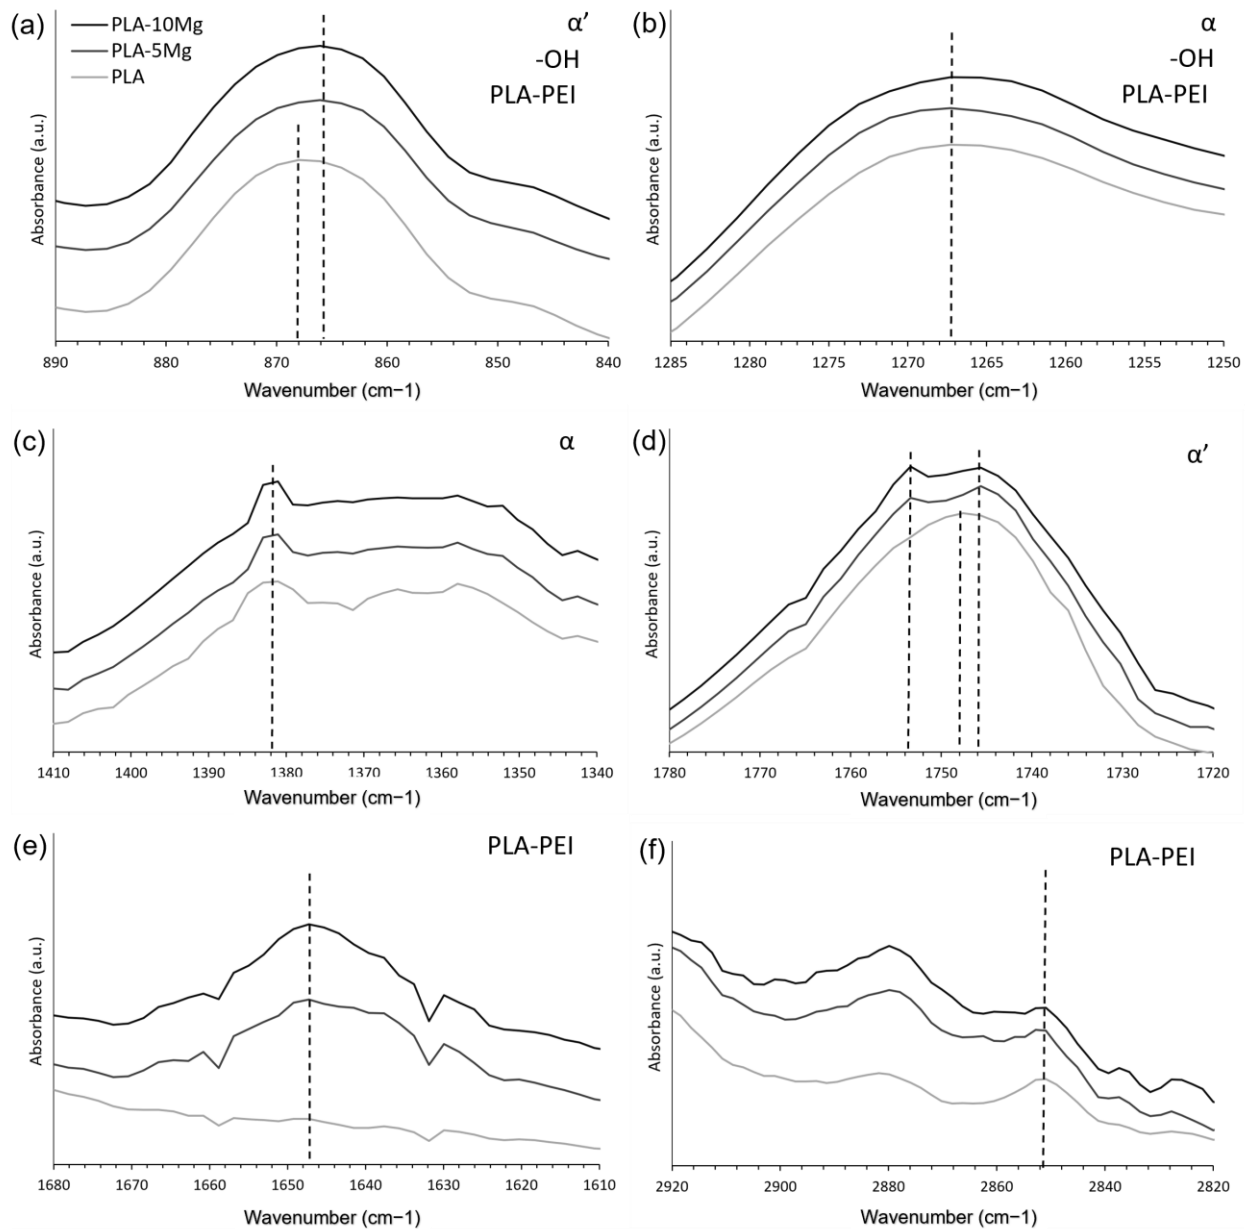 (a)
PLA-10Mg
PLA-5Mg
PLA
α’
-OH
PLA-PEI
Absorbance (a.u.)
890 880 870 860 850 840
Wavenumber (cm−1)
(b)
α
-OH
PLA-PEI
Absorbance (a.u.)
1285 1280 1275 1270 1265 1260 1255 1250
Wavenumber (cm−1)
(c)
α
Absorbance (a.u.)
1410 1400 1390 1380 1370 1360 1350 1340
Wavenumber (cm−1)
(d)
α’
Absorbance (a.u.)
1780 1770 1760 1750 1740 1730 1720
Wavenumber (cm−1)
(e)
PLA-PEI
Absorbance (a.u.)
1680 1670 1660 1650 1640 1630 1620 1610
Wavenumber (cm−1)
(f)
PLA-PEI
Absorbance (a.u.)
2920 2900 2880 2860 2840 2820
Wavenumber (cm−1)